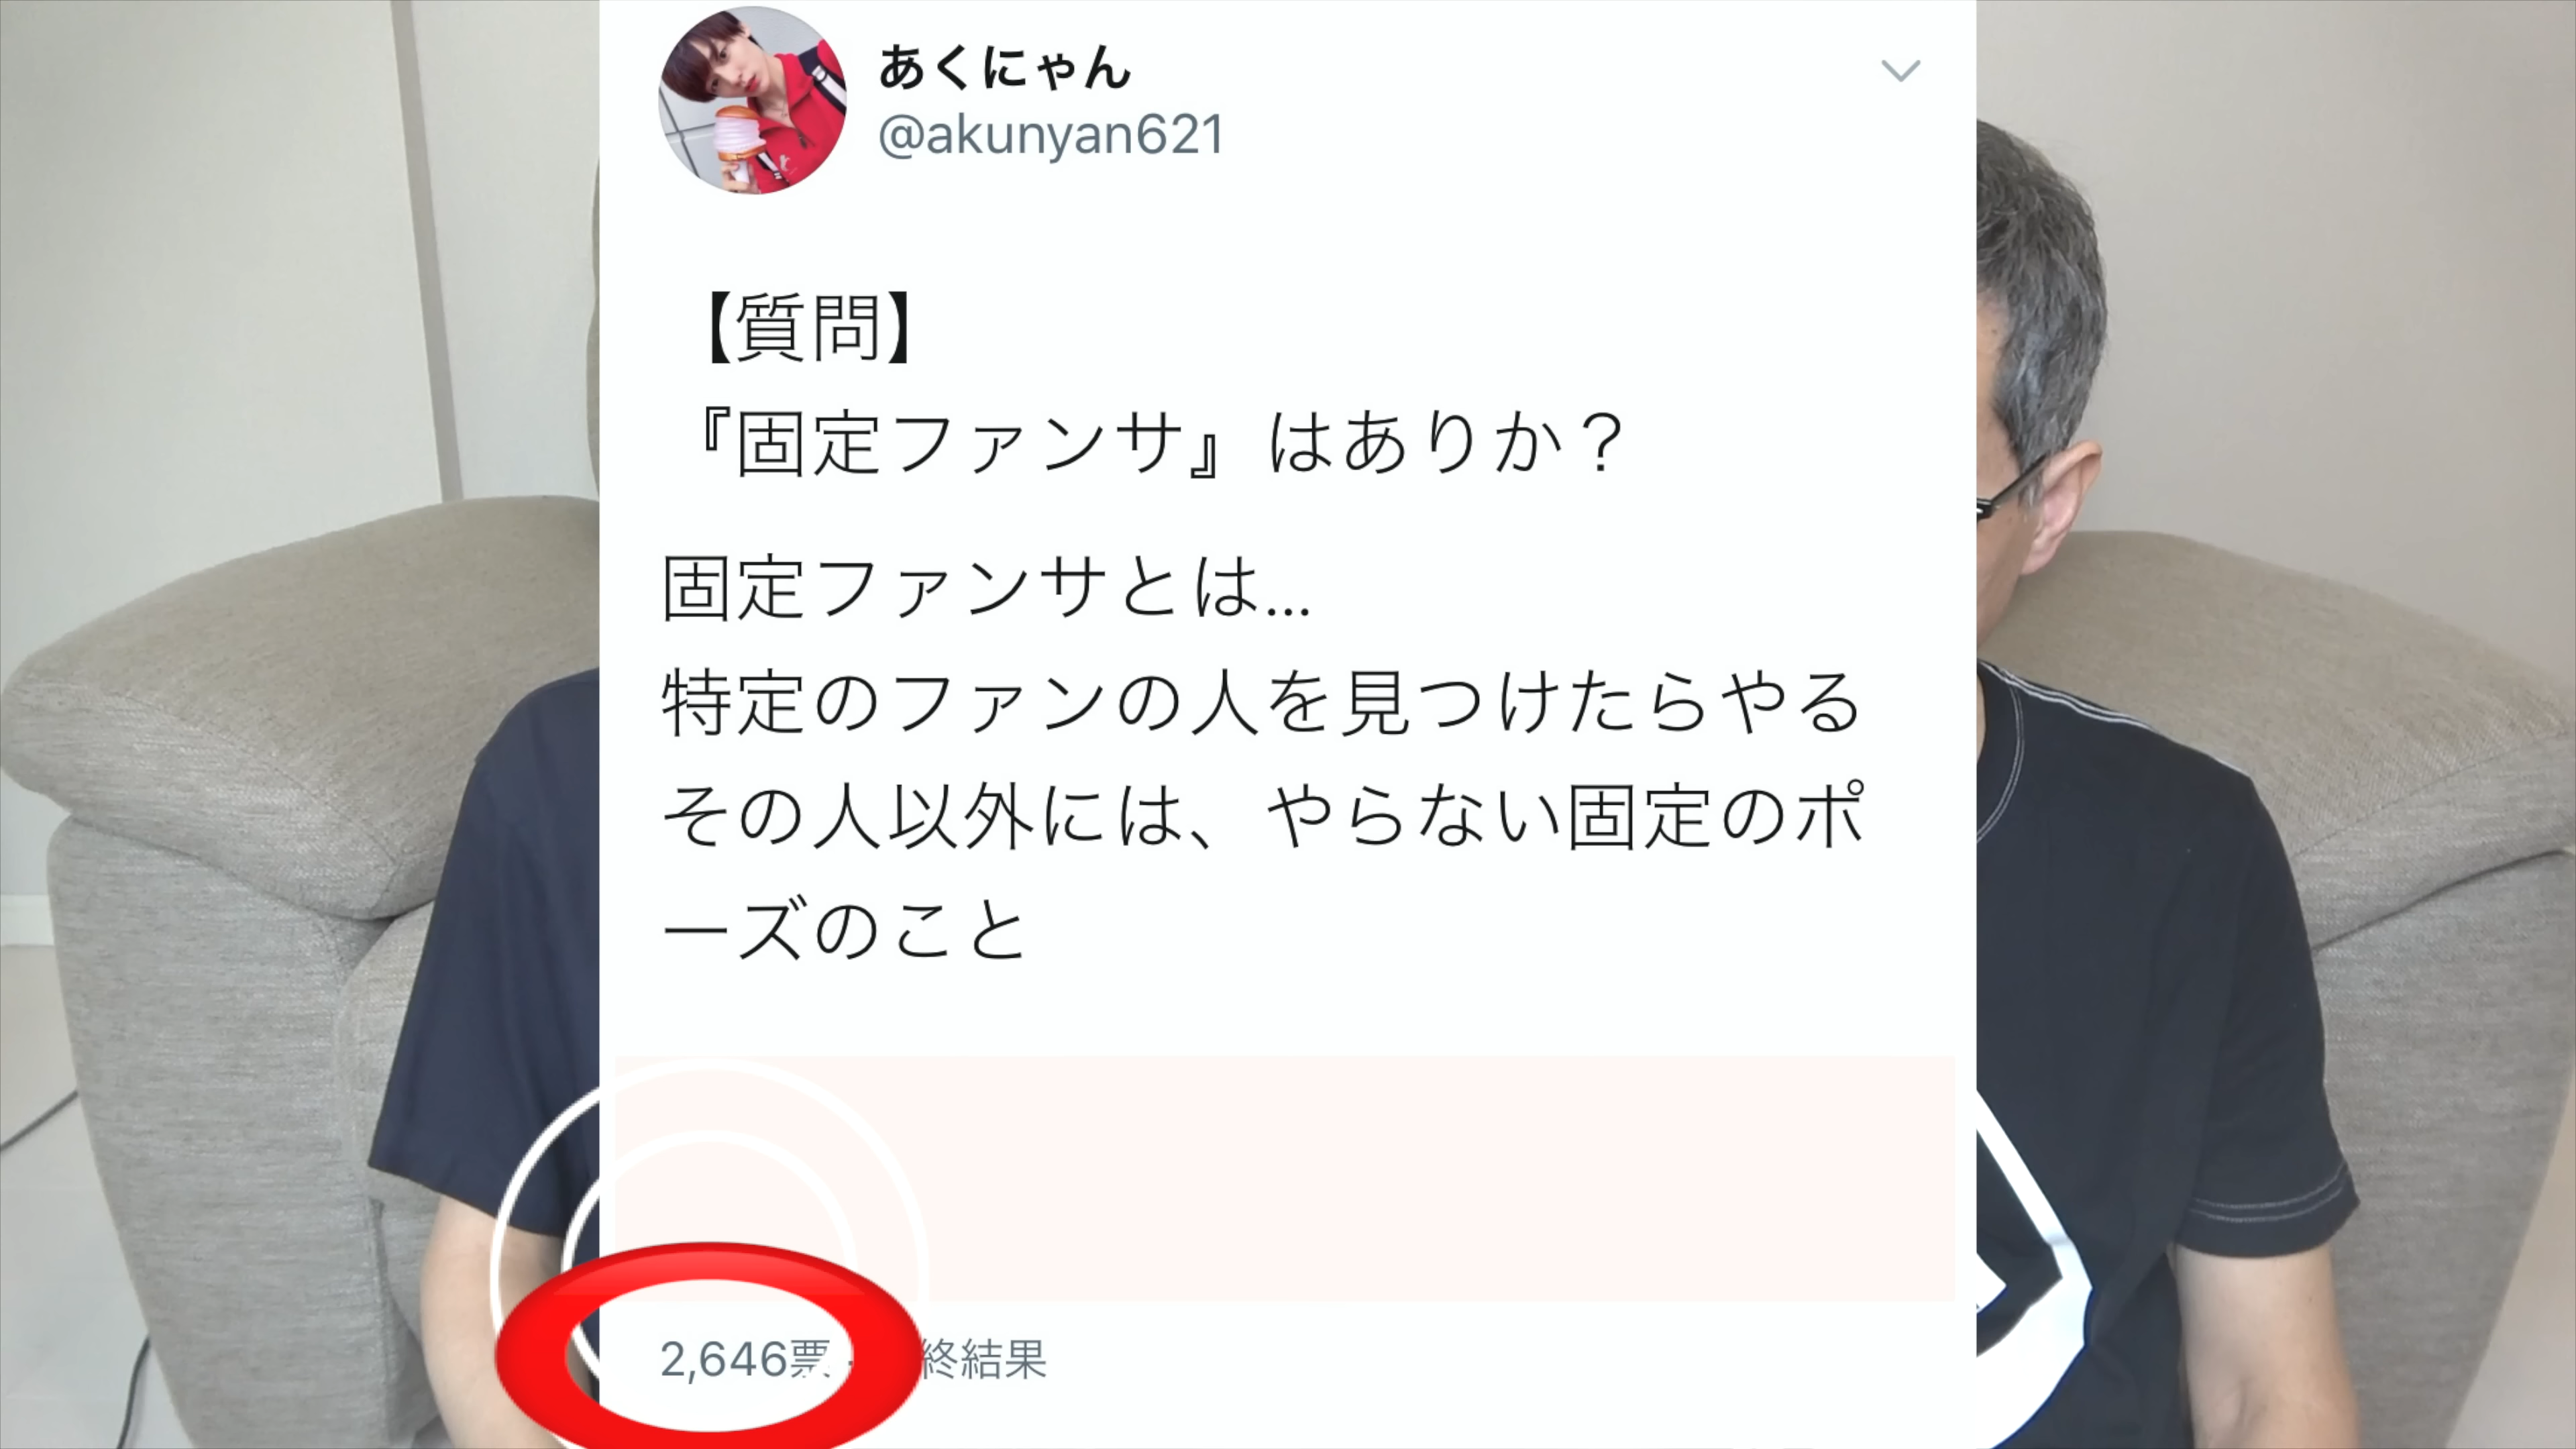 あくにゃん
@akunyan621
【質問】
『固定ファンサ』はありか？
固定ファンサとは...
特定のファンの人を見つけたらやる
その人以外には、やらない固定のポ
ーズのこと
2,646票
終結果